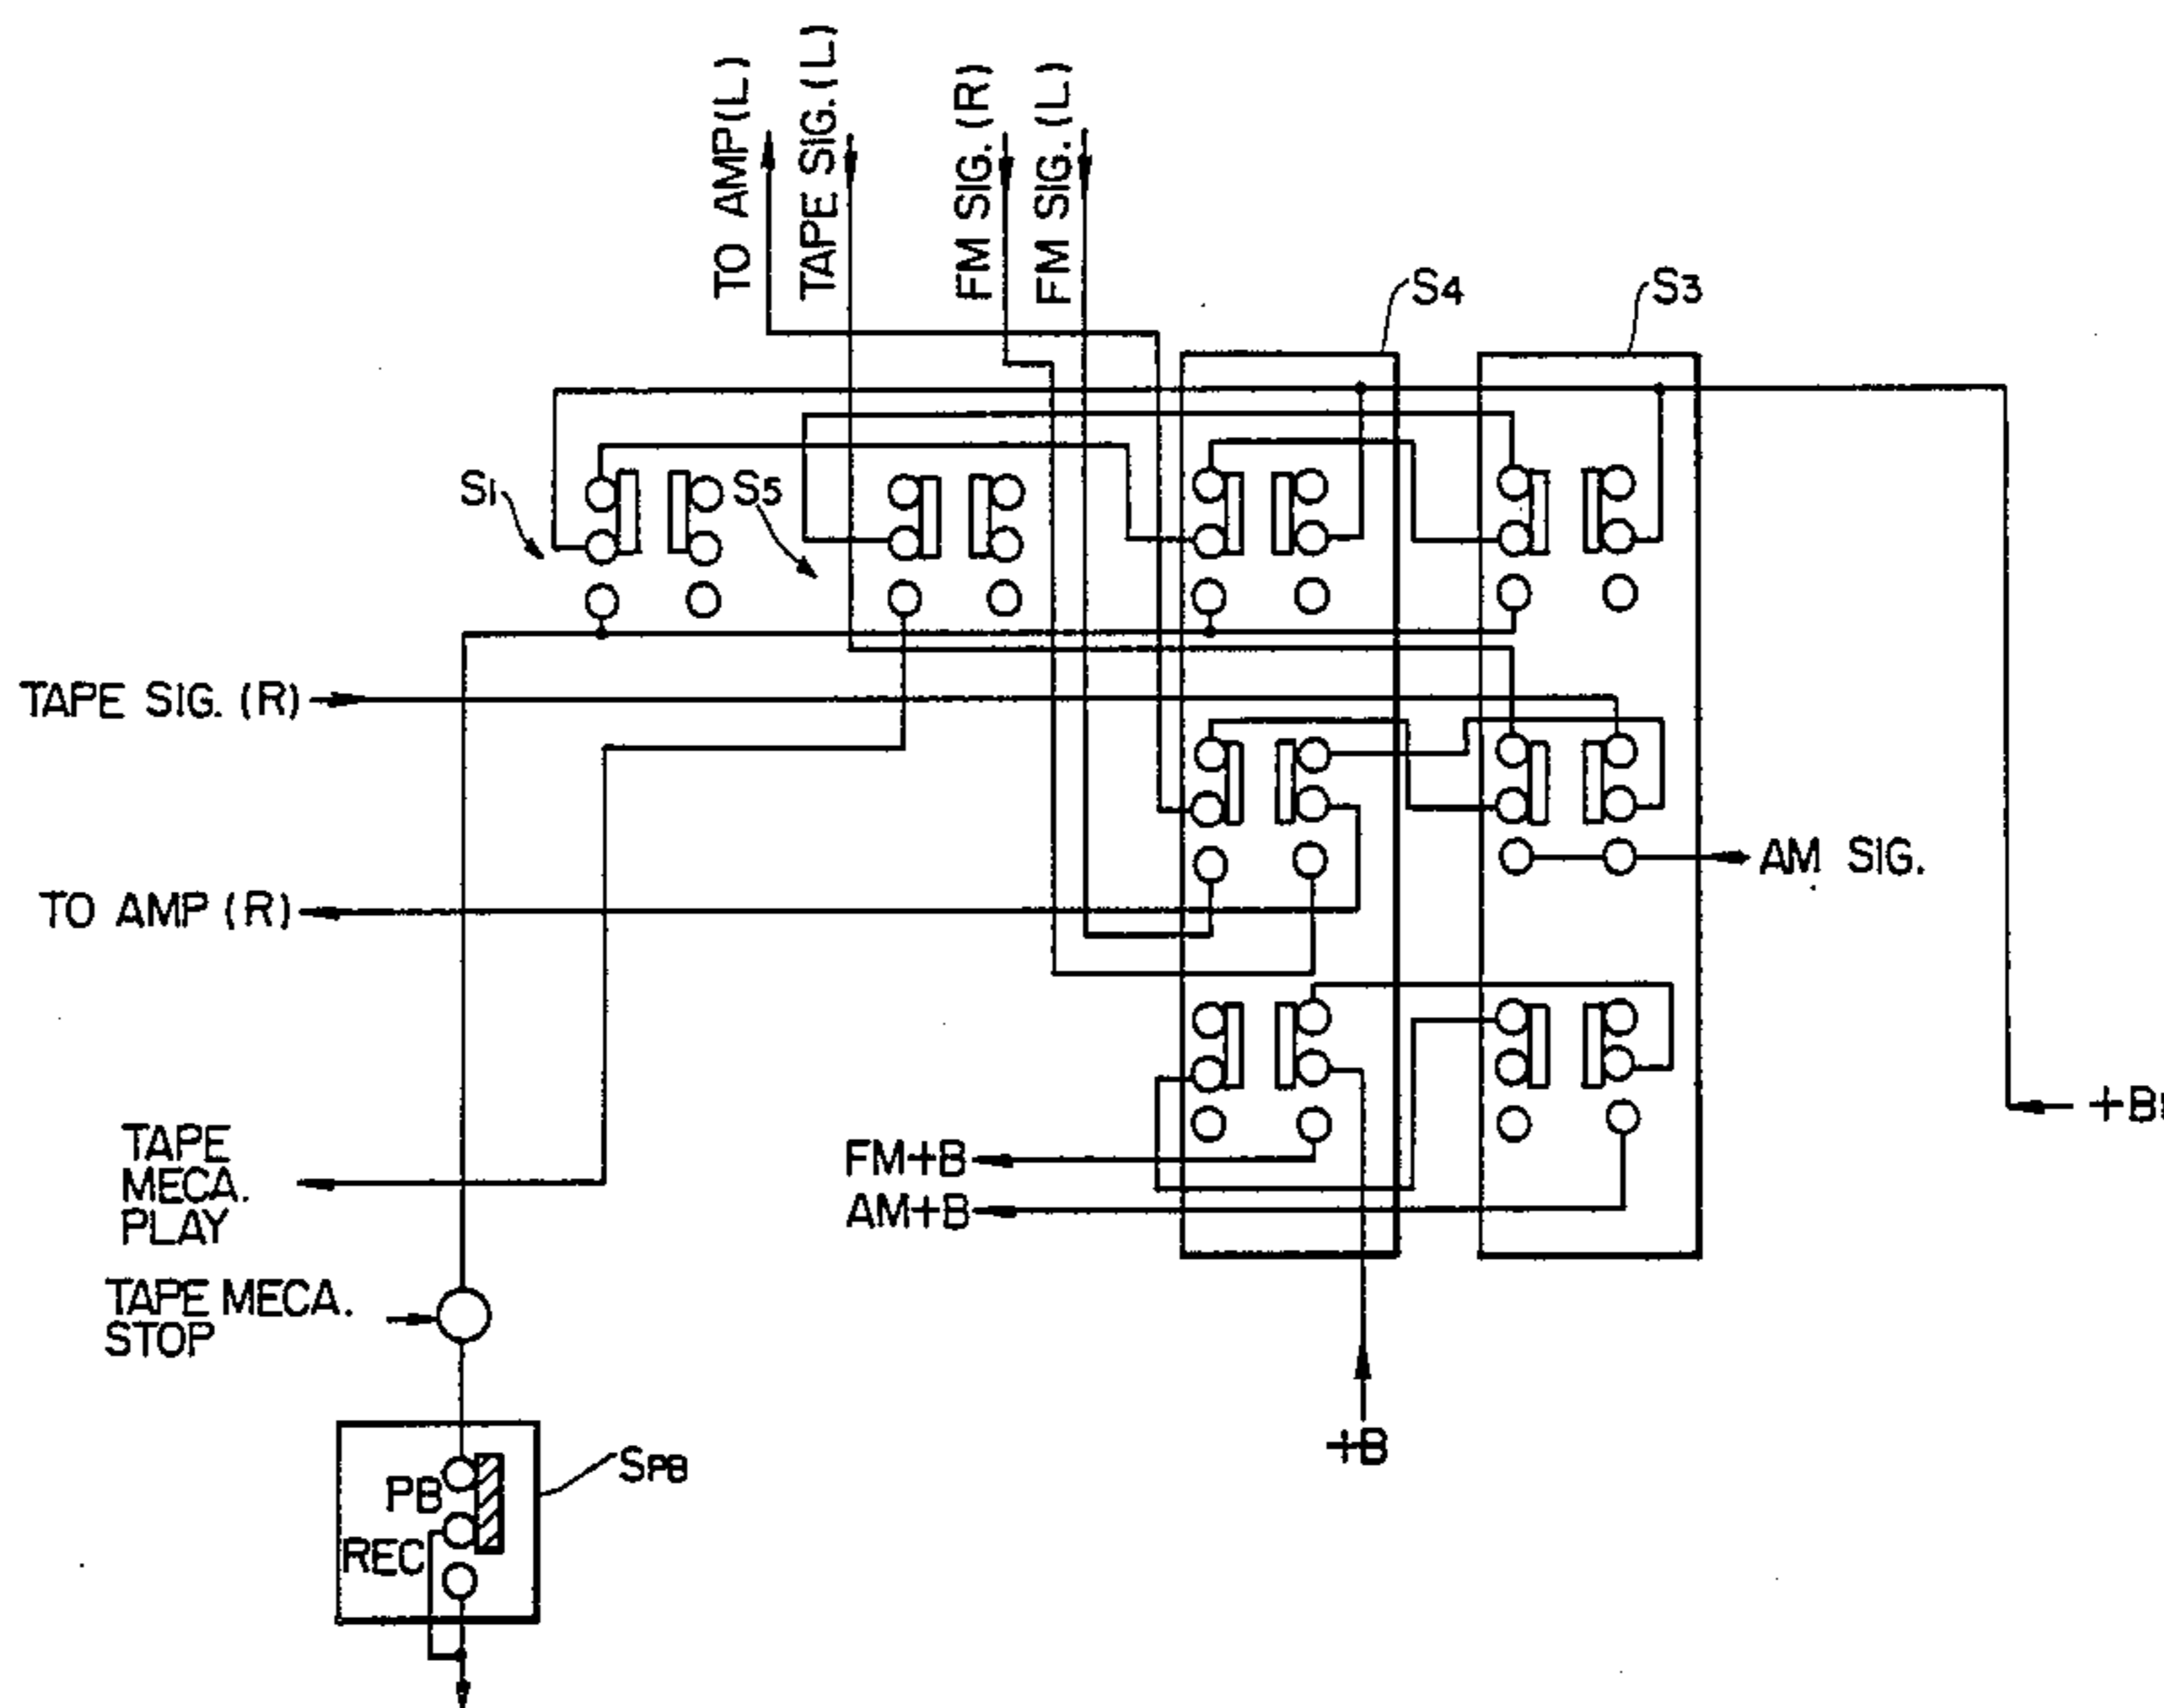 TO AMP(L)
TAPE SIG.(L)
FM SIG.(R)
FM SIG.(L)
S4
S3
S1
S5
TAPE SIG. (R)
AM SIG.
TO AMP (R)
+B1
TAPE
MECA.
PLAY
FM+B
AM+B
TAPE MECA.
STOP
+B
SPB
PB
REC